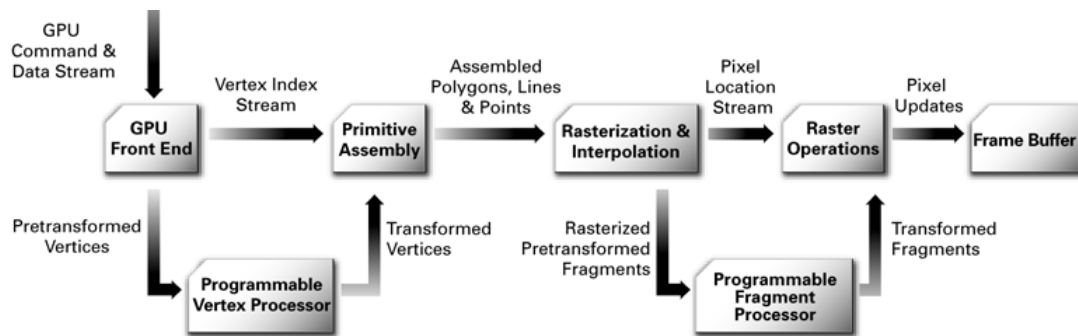 GPU
Command &
Data Stream
Vertex Index
Stream
Assembled
Polygons, Lines
& Points
Pixel
Location
Stream
Pixel
Updates
GPU
Front End
Primitive
Assembly
Rasterization &
Interpolation
Raster
Operations
Frame Buffer
Pretransformed
Vertices
Transformed
Vertices
Rasterized
Pretransformed
Fragments
Transformed
Fragments
Programmable
Vertex Processor
Programmable
Fragment
Processor